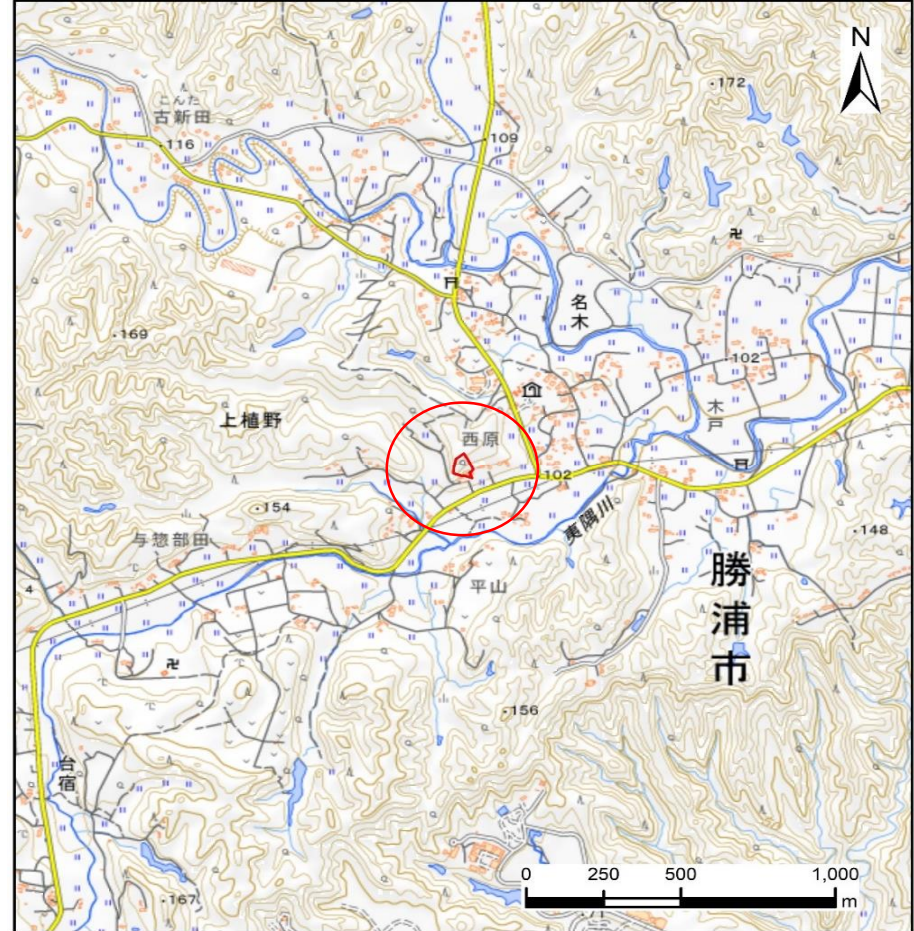 N
・172
こんた
古新田
・116
109
名
木
・169
・102
木
戸
上植野
西原
102
・154
夷隅川
・148
与惣部田
4
平山
勝
浦
市
・156
台
宿
0 250 500 1,000
m
・167
・71